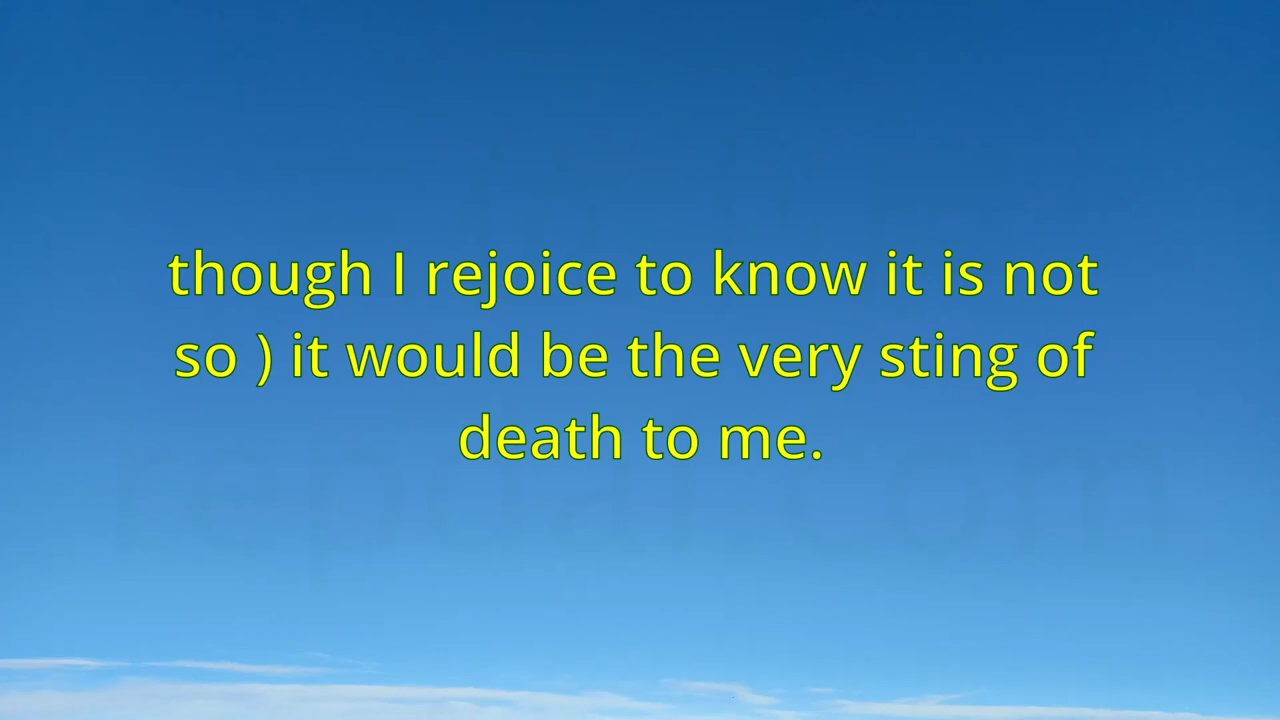 though I rejoice to know it is not
so ) it would be the very sting of
death to me.